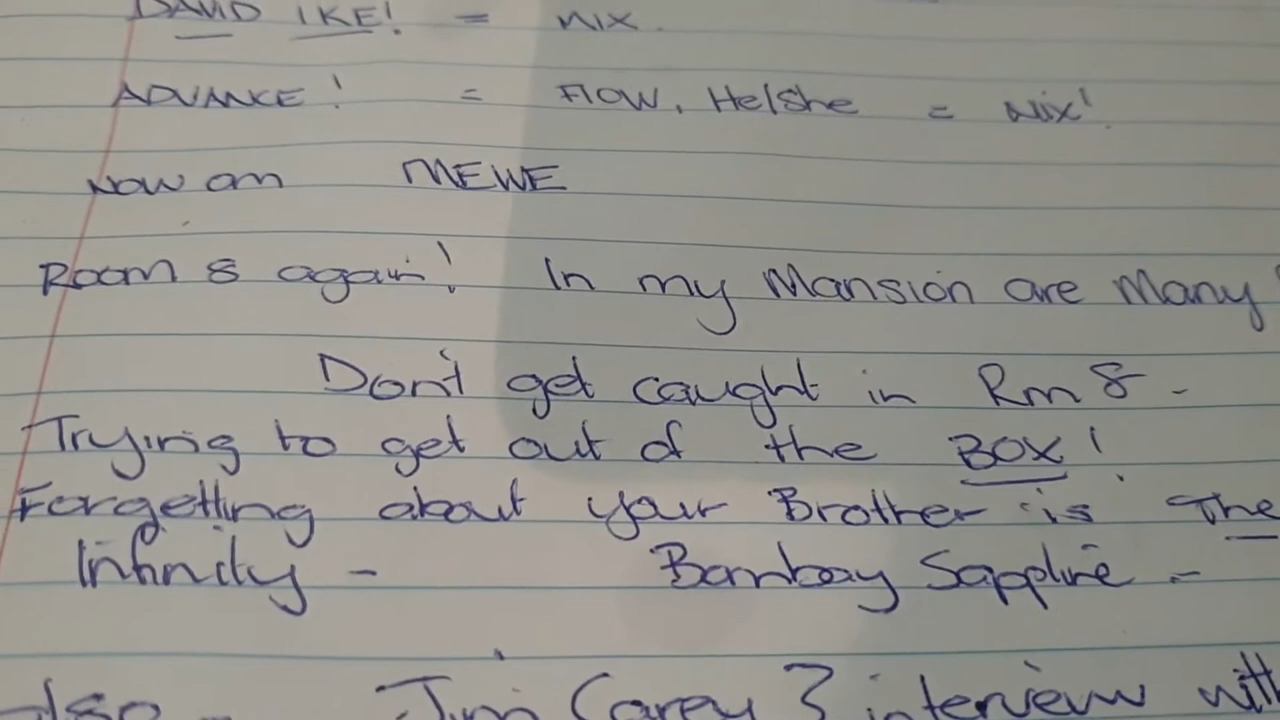 DAVID IKE! = NIX.
ADVANCE! = FLOW, He/She = Nix!
NOW on MEWE
Room 8 again! In my Mansion are Many
Don't get caught in Rm 8 -
Trying to get out of the BOX!
Forgetting about your Brother is The
Infinity - Bombay Sapphire -
Also - Jim Carey ? interview with